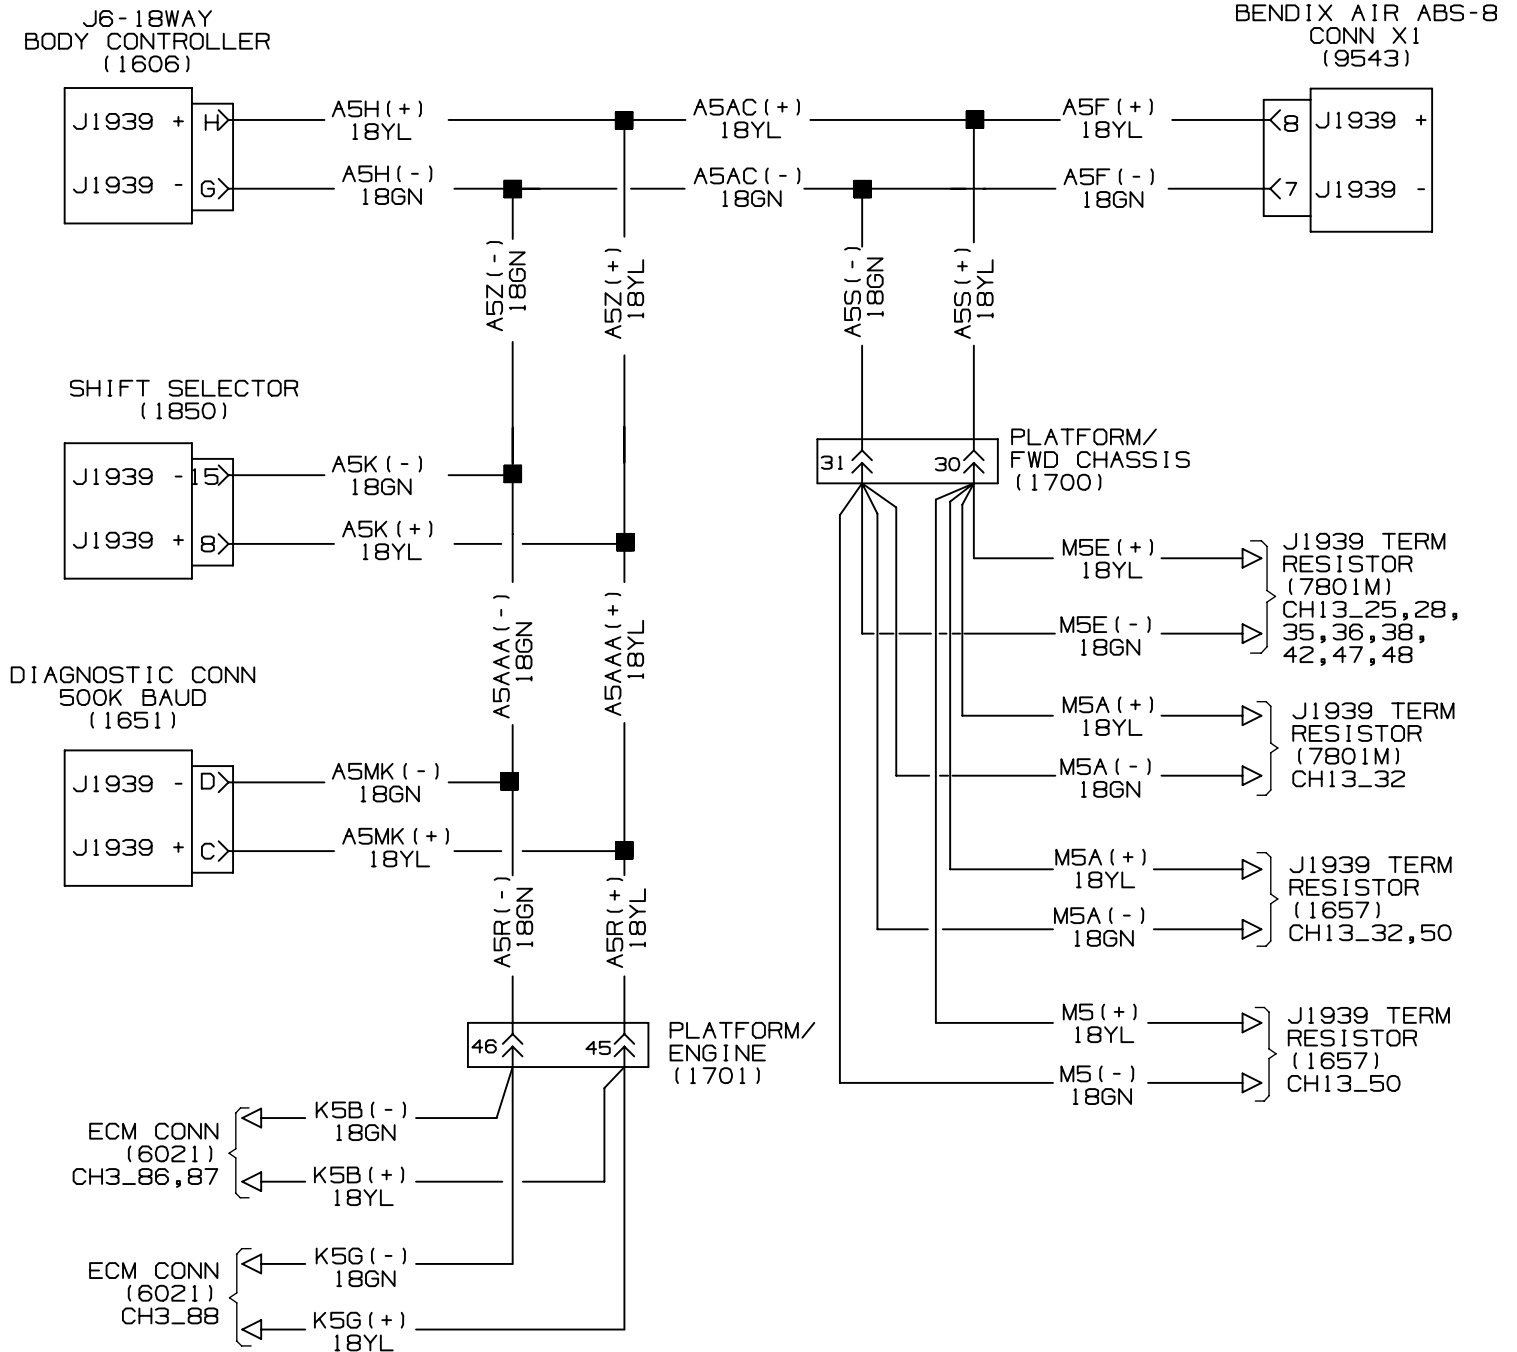 J6-18WAY
BODY CONTROLLER
(1606)
J1939 +
H
J1939 -
G
A5H(+)
18YL
A5H(-)
18GN
A5AC(+)
18YL
A5AC(-)
18GN
A5F(+)
18YL
A5F(-)
18GN
BENDIX AIR ABS-8
CONN X1
(9543)
8
J1939 +
7
J1939 -
A5Z(-)
18GN
A5Z(+)
18YL
A5S(-)
18GN
A5S(+)
18YL
SHIFT SELECTOR
(1850)
J1939 -
15
J1939 +
8
A5K(-)
18GN
A5K(+)
18YL
31
30
PLATFORM/
FWD CHASSIS
(1700)
A5AAA(-)
18GN
A5AAA(+)
18YL
M5E(+)
18YL
M5E(-)
18GN
J1939 TERM
RESISTOR
(7801M)
CH13_25,28,
35,36,38,
42,47,48
DIAGNOSTIC CONN
500K BAUD
(1651)
J1939 -
D
J1939 +
C
A5MK(-)
18GN
A5MK(+)
18YL
M5A(+)
18YL
M5A(-)
18GN
J1939 TERM
RESISTOR
(7801M)
CH13_32
A5R(-)
18GN
A5R(+)
18YL
M5A(+)
18YL
M5A(-)
18GN
J1939 TERM
RESISTOR
(1657)
CH13_32,50
46
45
PLATFORM/
ENGINE
(1701)
M5(+)
18YL
M5(-)
18GN
J1939 TERM
RESISTOR
(1657)
CH13_50
ECM CONN
(6021)
CH3_86,87
K5B(-)
18GN
K5B(+)
18YL
ECM CONN
(6021)
CH3_88
K5G(-)
18GN
K5G(+)
18YL